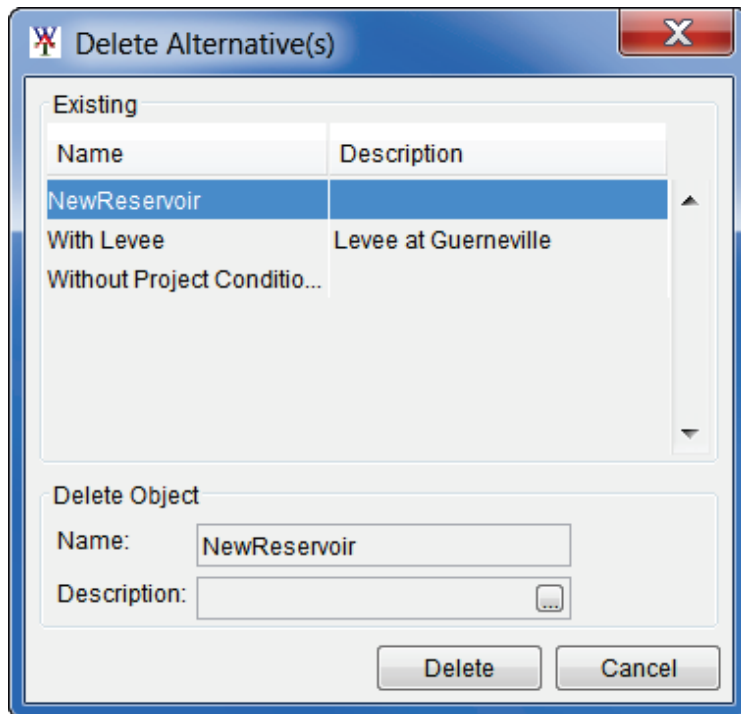 Delete Alternative(s)
Existing
Name Description
NewReservoir
With Levee Levee at Guerneville
Without Project Conditio...
Delete Object
Name: NewReservoir
Description: ...
Delete Cancel